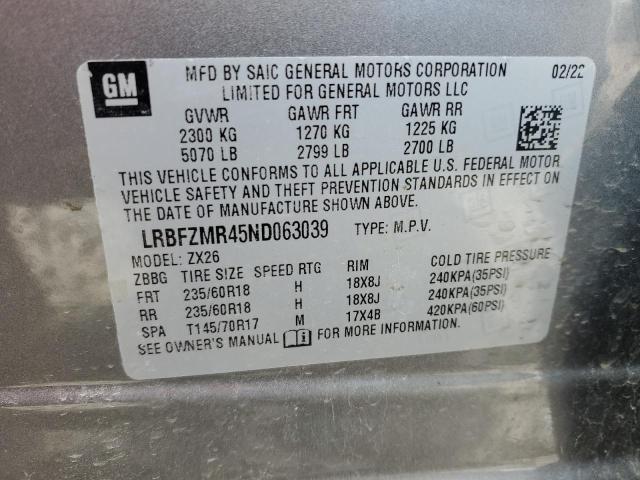 GM
MFD BY SAIC GENERAL MOTORS CORPORATION 02/22
LIMITED FOR GENERAL MOTORS LLC
GVWR GAWR FRT GAWR RR
2300 KG 1270 KG 1225 KG
5070 LB 2799 LB 2700 LB
THIS VEHICLE CONFORMS TO ALL APPLICABLE U.S. FEDERAL MOTOR
VEHICLE SAFETY AND THEFT PREVENTION STANDARDS IN EFFECT ON
THE DATE OF MANUFACTURE SHOWN ABOVE.
LRBFZMR45ND063039 TYPE: M.P.V.
MODEL: ZX26
ZBBG TIRE SIZE SPEED RTG RIM COLD TIRE PRESSURE
FRT 235/60R18 H 18X8J 240KPA(35PSI)
RR 235/60R18 H 18X8J 240KPA(35PSI)
SPA T145/70R17 M 17X4B 420KPA(60PSI)
SEE OWNER'S MANUAL FOR MORE INFORMATION.